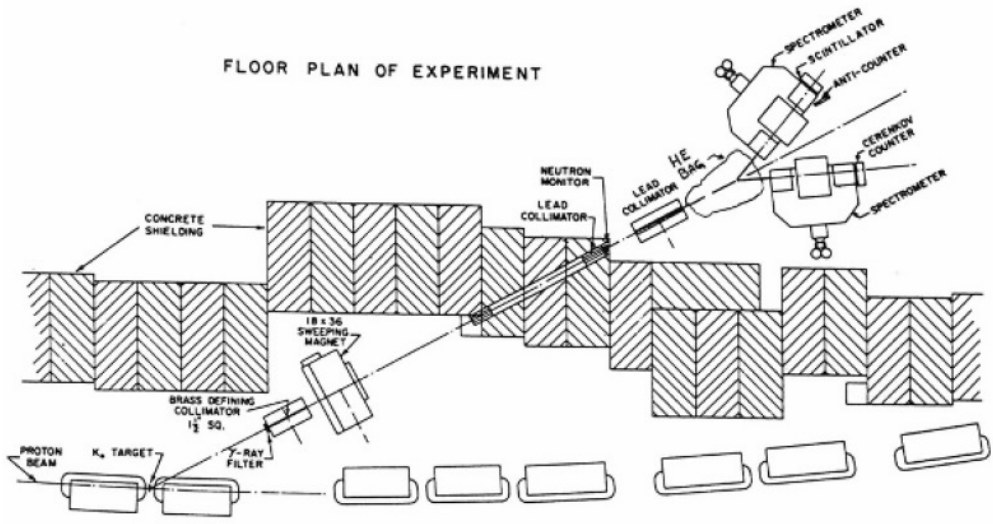 FLOOR PLAN OF EXPERIMENT
SPECTROMETER
SCINTILLATOR
ANTI-COUNTER
CERENKOV
COUNTER
SPECTROMETER
HE
BAG
LEAD
COLLIMATOR
NEUTRON
MONITOR
LEAD
COLLIMATOR
CONCRETE
SHIELDING
18 x 36
SWEEPING
MAGNET
BRASS DEFINING
COLLIMATOR
1½" SQ.
γ-RAY
FILTER
PROTON
BEAM
K₀ TARGET